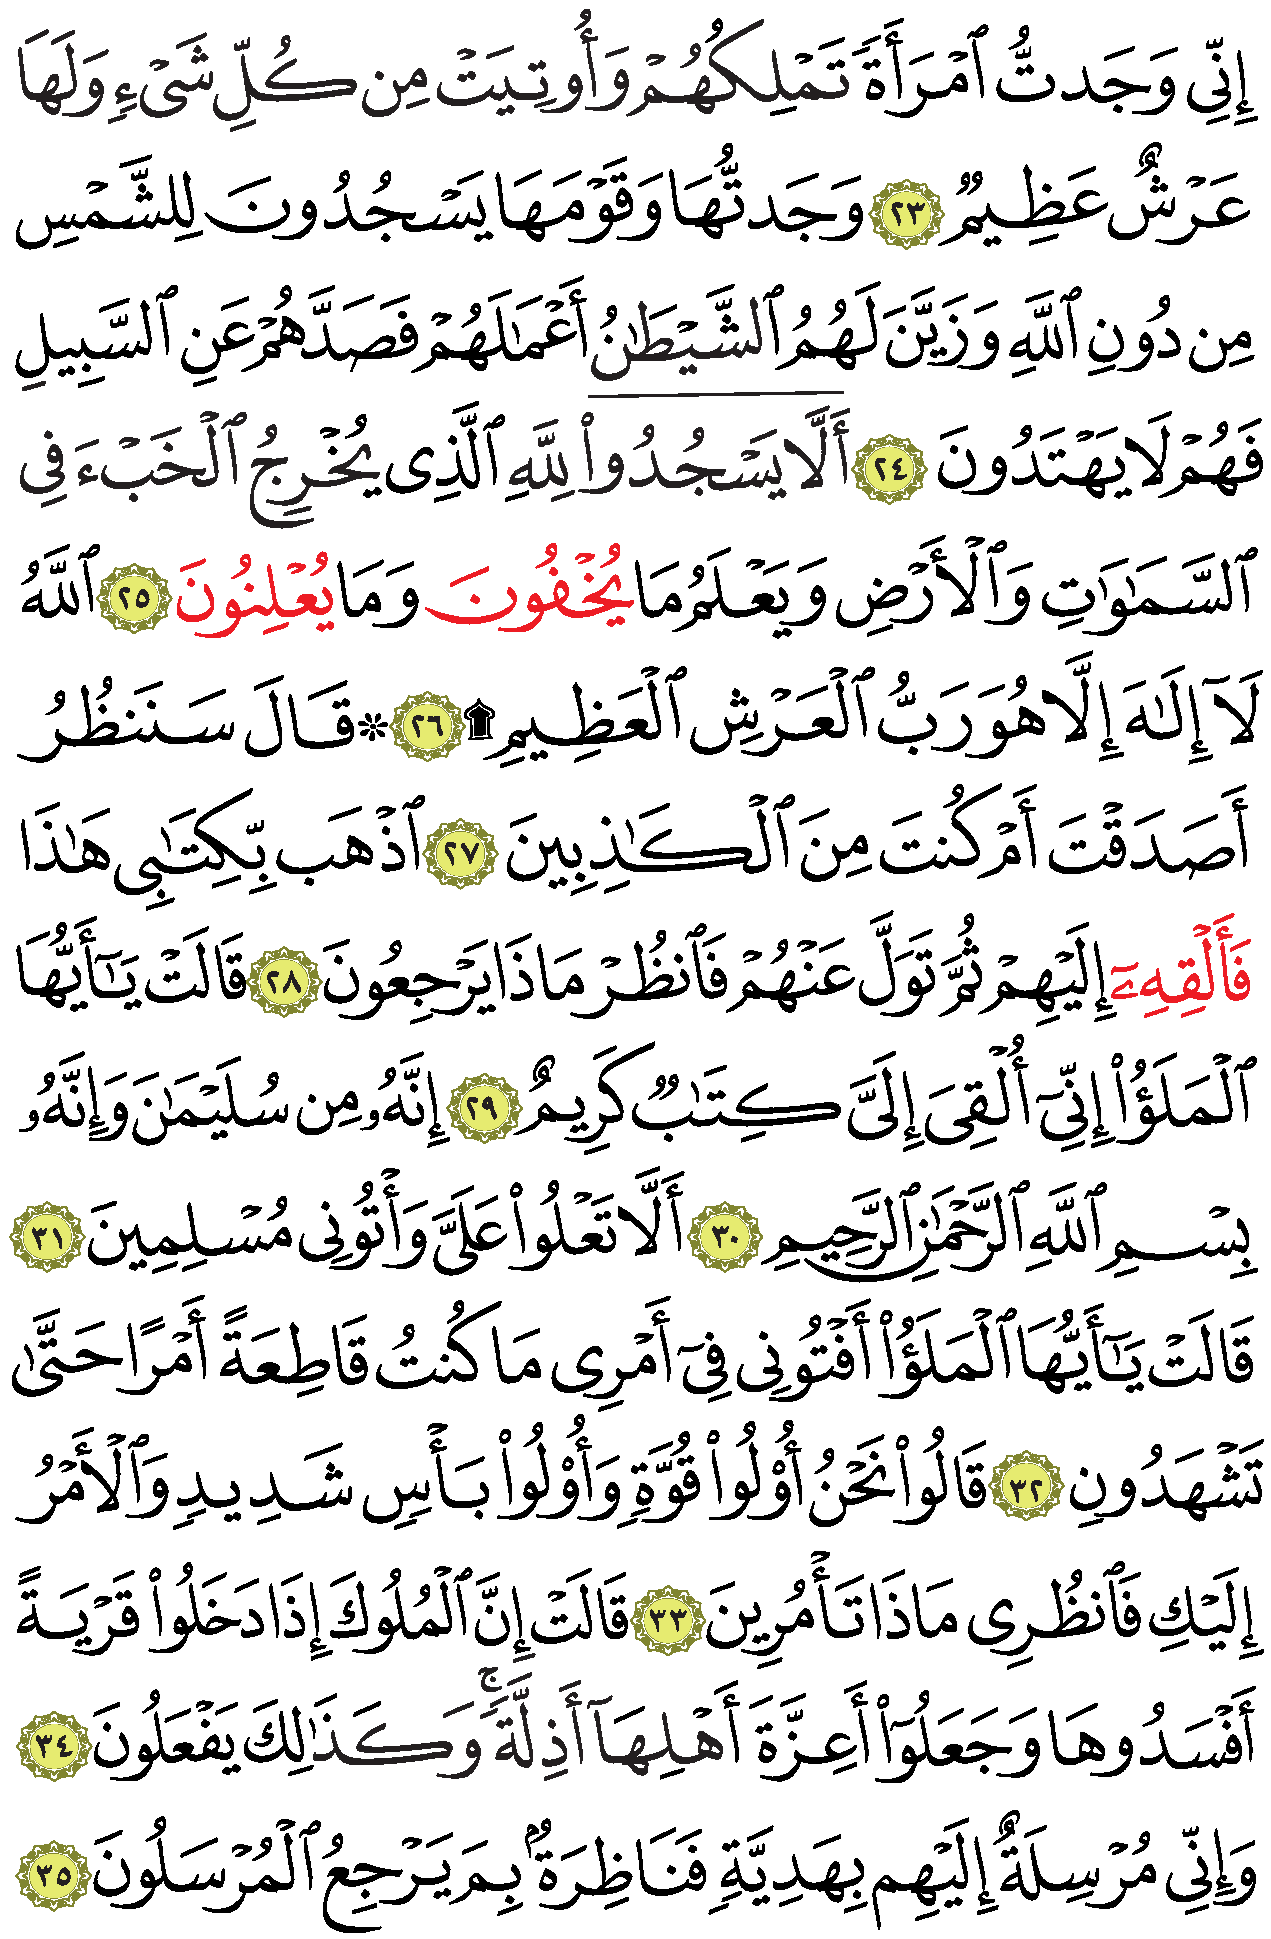 إِنِّى وَجَدتُّ ٱمْرَأَةً تَمْلِكُهُمْ وَأُوتِيَتْ مِن كُلِّ شَىْءٍ وَلَهَا
عَرْشٌ عَظِيمٌ ٢٣ وَجَدتُّهَا وَقَوْمَهَا يَسْجُدُونَ لِلشَّمْسِ
مِن دُونِ ٱللَّهِ وَزَيَّنَ لَهُمُ ٱلشَّيْطَٰنُ أَعْمَٰلَهُمْ فَصَدَّهُمْ عَنِ ٱلسَّبِيلِ
فَهُمْ لَا يَهْتَدُونَ ٢٤ أَلَّا يَسْجُدُوا۟ لِلَّهِ ٱلَّذِى يُخْرِجُ ٱلْخَبْءَ فِى
ٱلسَّمَٰوَٰتِ وَٱلْأَرْضِ وَيَعْلَمُ مَا يُخْفُونَ وَمَا يُعْلِنُونَ ٢٥ ٱللَّهُ
لَآ إِلَٰهَ إِلَّا هُوَ رَبُّ ٱلْعَرْشِ ٱلْعَظِيمِ ۩ ٢٦ ۞ قَالَ سَنَنظُرُ
أَصَدَقْتَ أَمْ كُنتَ مِنَ ٱلْكَٰذِبِينَ ٢٧ ٱذْهَب بِّكِتَٰبِى هَٰذَا
فَأَلْقِهِۦٓ إِلَيْهِمْ ثُمَّ تَوَلَّ عَنْهُمْ فَٱنظُرْ مَاذَا يَرْجِعُونَ ٢٨ قَالَتْ يَٰٓأَيُّهَا
ٱلْمَلَؤُا۟ إِنِّىٓ أُلْقِىَ إِلَىَّ كِتَٰبٌ كَرِيمٌ ٢٩ إِنَّهُۥ مِن سُلَيْمَٰنَ وَإِنَّهُۥ
بِسْمِ ٱللَّهِ ٱلرَّحْمَٰنِ ٱلرَّحِيمِ ٣٠ أَلَّا تَعْلُوا۟ عَلَىَّ وَأْتُونِى مُسْلِمِينَ ٣١
قَالَتْ يَٰٓأَيُّهَا ٱلْمَلَؤُا۟ أَفْتُونِى فِىٓ أَمْرِى مَا كُنتُ قَاطِعَةً أَمْرًا حَتَّىٰ
تَشْهَدُونِ ٣٢ قَالُوا۟ نَحْنُ أُو۟لُوا۟ قُوَّةٍ وَأُو۟لُوا۟ بَأْسٍ شَدِيدٍ وَٱلْأَمْرُ
إِلَيْكِ فَٱنظُرِى مَاذَا تَأْمُرِينَ ٣٣ قَالَتْ إِنَّ ٱلْمُلُوكَ إِذَا دَخَلُوا۟ قَرْيَةً
أَفْسَدُوهَا وَجَعَلُوٓا۟ أَعِزَّةَ أَهْلِهَآ أَذِلَّةً ۚ وَكَذَٰلِكَ يَفْعَلُونَ ٣٤
وَإِنِّى مُرْسِلَةٌ إِلَيْهِم بِهَدِيَّةٍ فَنَاظِرَةٌۢ بِمَ يَرْجِعُ ٱلْمُرْسَلُونَ ٣٥